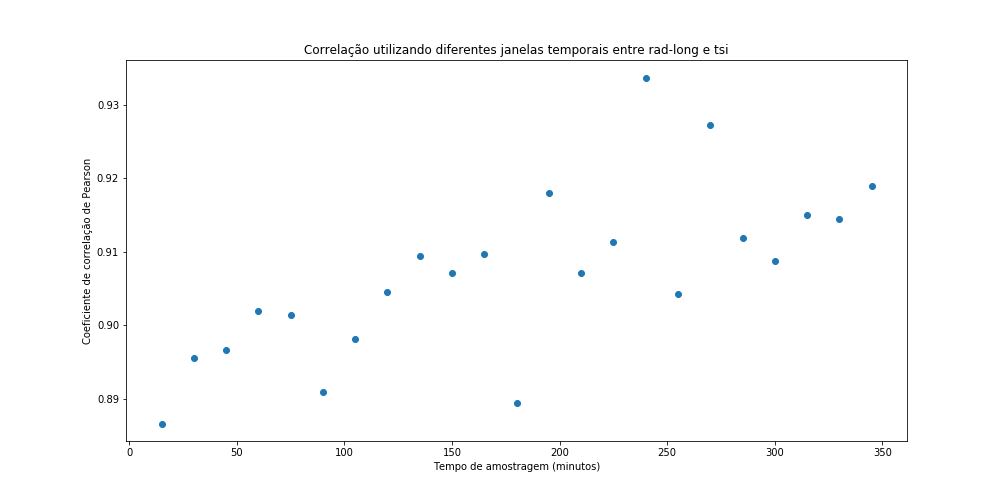 Correlação utilizando diferentes janelas temporais entre rad-long e tsi
0.93
0.92
0.91
0.90
0.89
Coeficiente de correlação de Pearson
0 50 100 150 200 250 300 350
Tempo de amostragem (minutos)